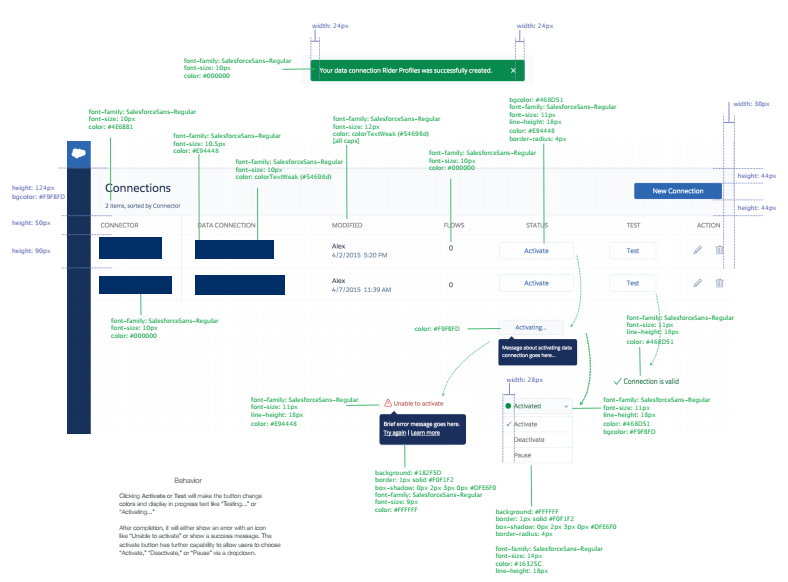 width: 24px
width: 24px
font-family: SalesforceSans-Regular
font-size: 10px
color: #000000
Your data connection Rider Profiles was successfully created.
×
font-family: SalesforceSans-Regular
font-size: 10px
color: #4E6881
font-family: SalesforceSans-Regular
font-size: 10.5px
color: #E94448
font-family: SalesforceSans-Regular
font-size: 10px
color: colorTextWeak (#54698d)
font-family: SalesforceSans-Regular
font-size: 12px
color: colorTextWeak (#54698d)
[all caps]
font-family: SalesforceSans-Regular
font-size: 10px
color: #000000
bgcolor: #468D51
font-family: SalesforceSans-Regular
font-size: 11px
line-height: 18px
color: #E94448
border-radius: 4px
width: 30px
height: 44px
height: 44px
height: 124px
bgcolor: #F9FBFD
height: 50px
height: 90px
Connections
2 items, sorted by Connector
New Connection
CONNECTOR
DATA CONNECTION
MODIFIED
FLOWS
STATUS
TEST
ACTION
Alex
4/2/2015 5:20 PM
0
Activate
Test
Alex
4/7/2015 11:39 AM
0
Activate
Test
font-family: SalesforceSans-Regular
font-size: 10px
color: #000000
color: #F9FBFD
Activating...
Message about activating data
connection goes here...
font-family: SalesforceSans-Regular
font-size: 11px
line-height: 18px
color: #468D51
Connection is valid
width: 28px
font-family: SalesforceSans-Regular
font-size: 11px
line-height: 18px
color: #E94448
Unable to activate
Brief error message goes here.
Try again | Learn more
Activated
Activate
Deactivate
Pause
font-family: SalesforceSans-Regular
font-size: 11px
line-height: 18px
color: #468D51
bgcolor: #F9FBFD
background: #1B2F5D
border: 1px solid #F0F1F2
box-shadow: 0px 2px 3px 0px #DFE6F0
font-family: SalesforceSans-Regular
font-size: 9px
color: #FFFFFF
background: #FFFFFF
border: 1px solid #F0F1F2
box-shadow: 0px 2px 3px 0px #DFE6F0
border-radius: 4px
font-family: SalesforceSans-Regular
font-size: 14px
color: #16325C
line-height: 18px
Behavior
Clicking Activate or Test will make the button change
colors and display in progress text like "Testing..." or
"Activating..."
After completion, it will either show an error with an icon
like "Unable to activate" or show a success message. The
activate button has further capability to allow users to choose
"Activate," "Deactivate," or "Pause" via a dropdown.